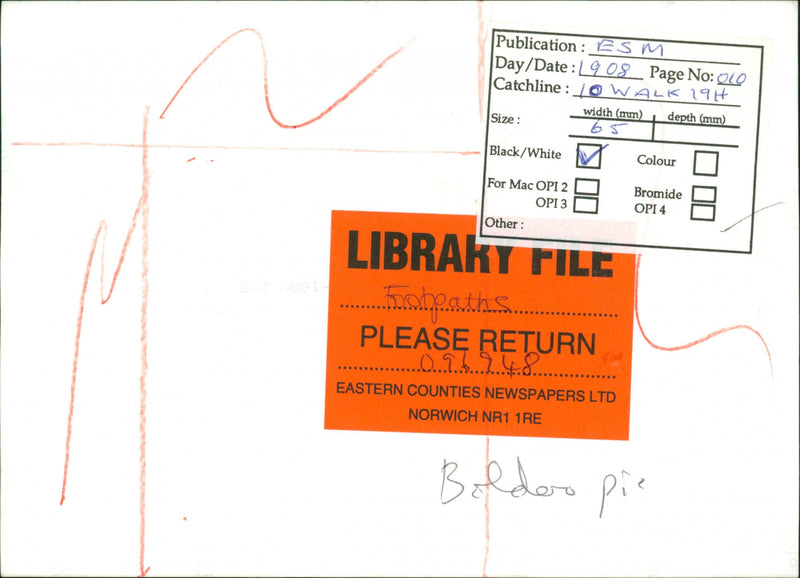 Publication : ESM
Day/Date : 1908 Page No: 010
Catchline : 10 WALK 19H
Size : width (mm) depth (mm)
65
Black/White Colour
For Mac OPI 2 Bromide
OPI 3 OPI 4
Other :
LIBRARY FILE
Footpaths
PLEASE RETURN
096948
EASTERN COUNTIES NEWSPAPERS LTD
NORWICH NR1 1RE
pic